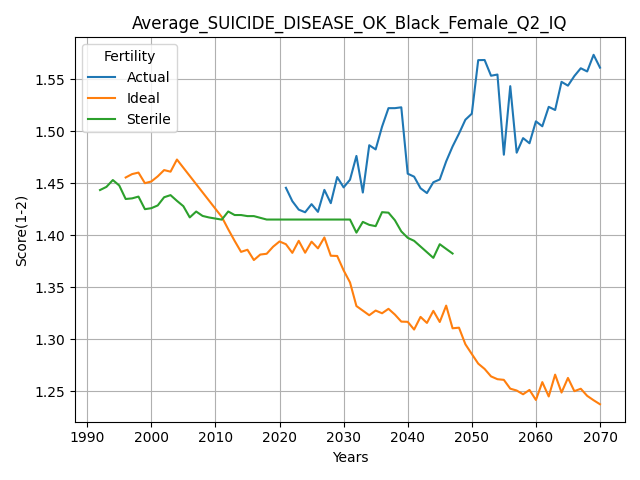 Average_SUICIDE_DISEASE_OK_Black_Female_Q2_IQ
Fertility
Actual
Ideal
Sterile
Score(1-2)
1.55
1.50
1.45
1.40
1.35
1.30
1.25
1990 2000 2010 2020 2030 2040 2050 2060 2070
Years